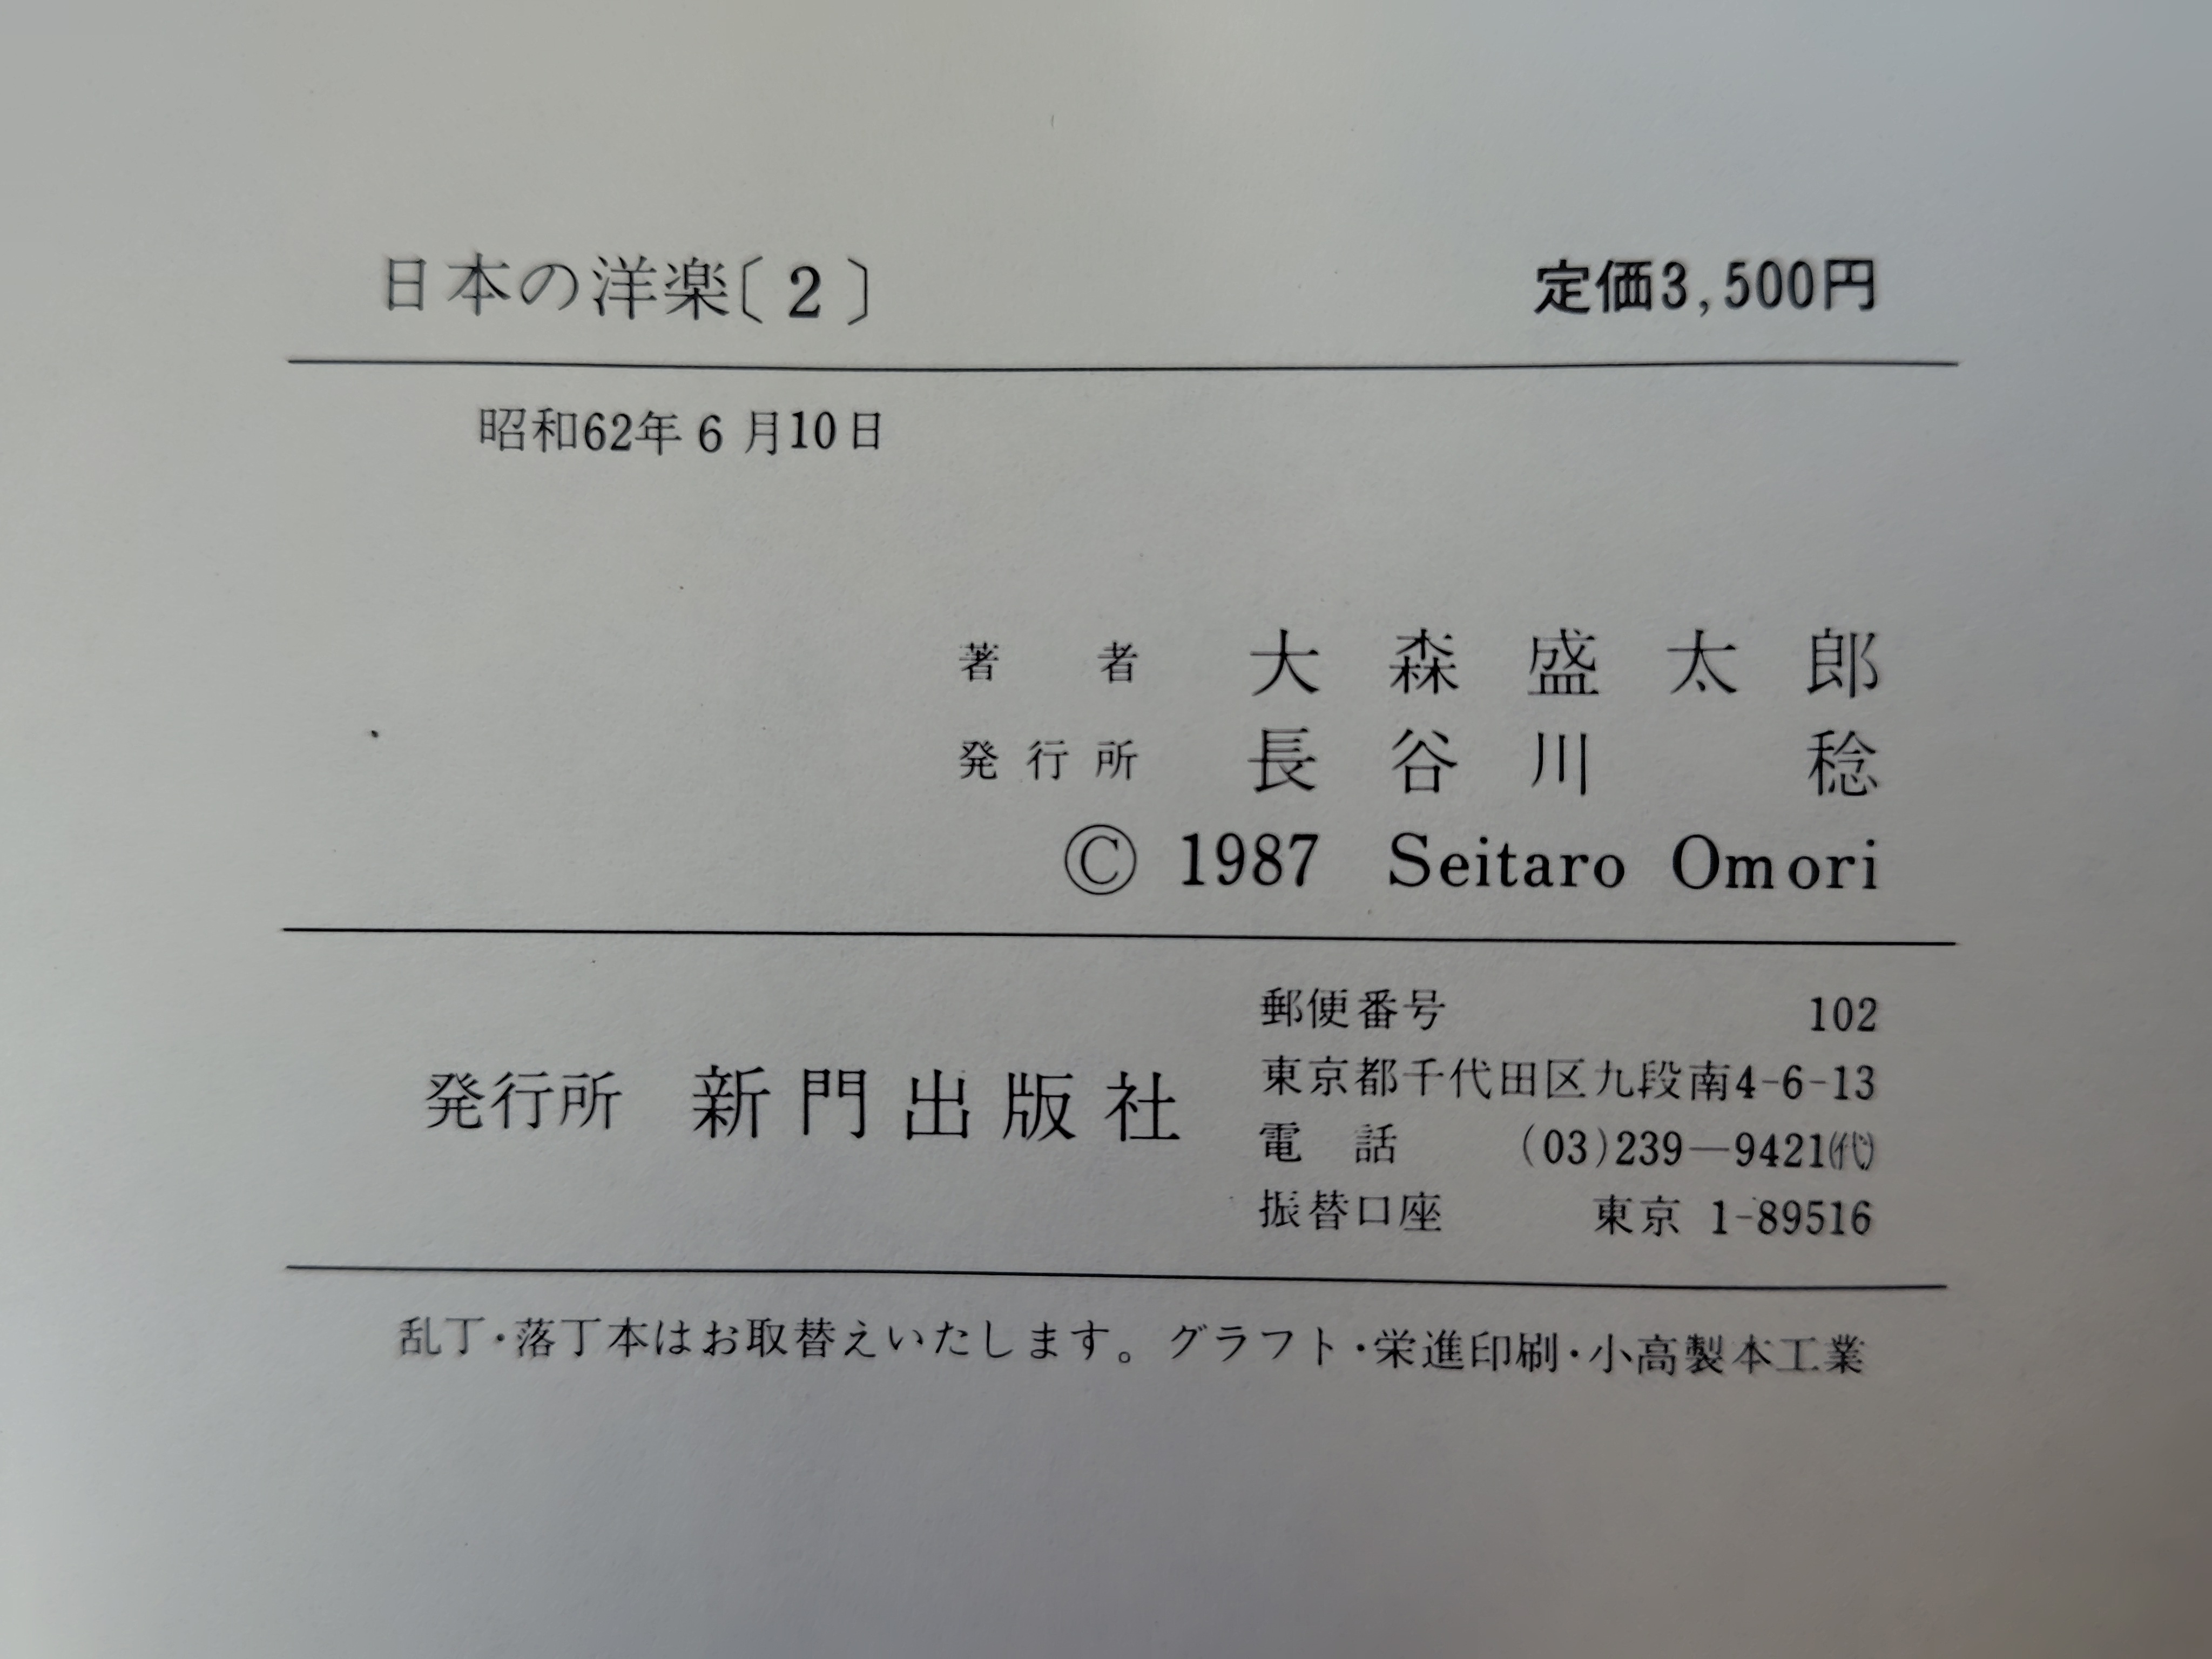 日本の洋楽〔2〕 定価3,500円
昭和62年6月10日
著者 大森盛太郎
発行所 長谷川 稔
Ⓒ 1987 Seitaro Omori
発行所 新門出版社
郵便番号 102
東京都千代田区九段南4-6-13
電話 (03)239—9421㈹
振替口座 東京 1-89516
乱丁・落丁本はお取替えいたします。グラフト・栄進印刷・小高製本工業